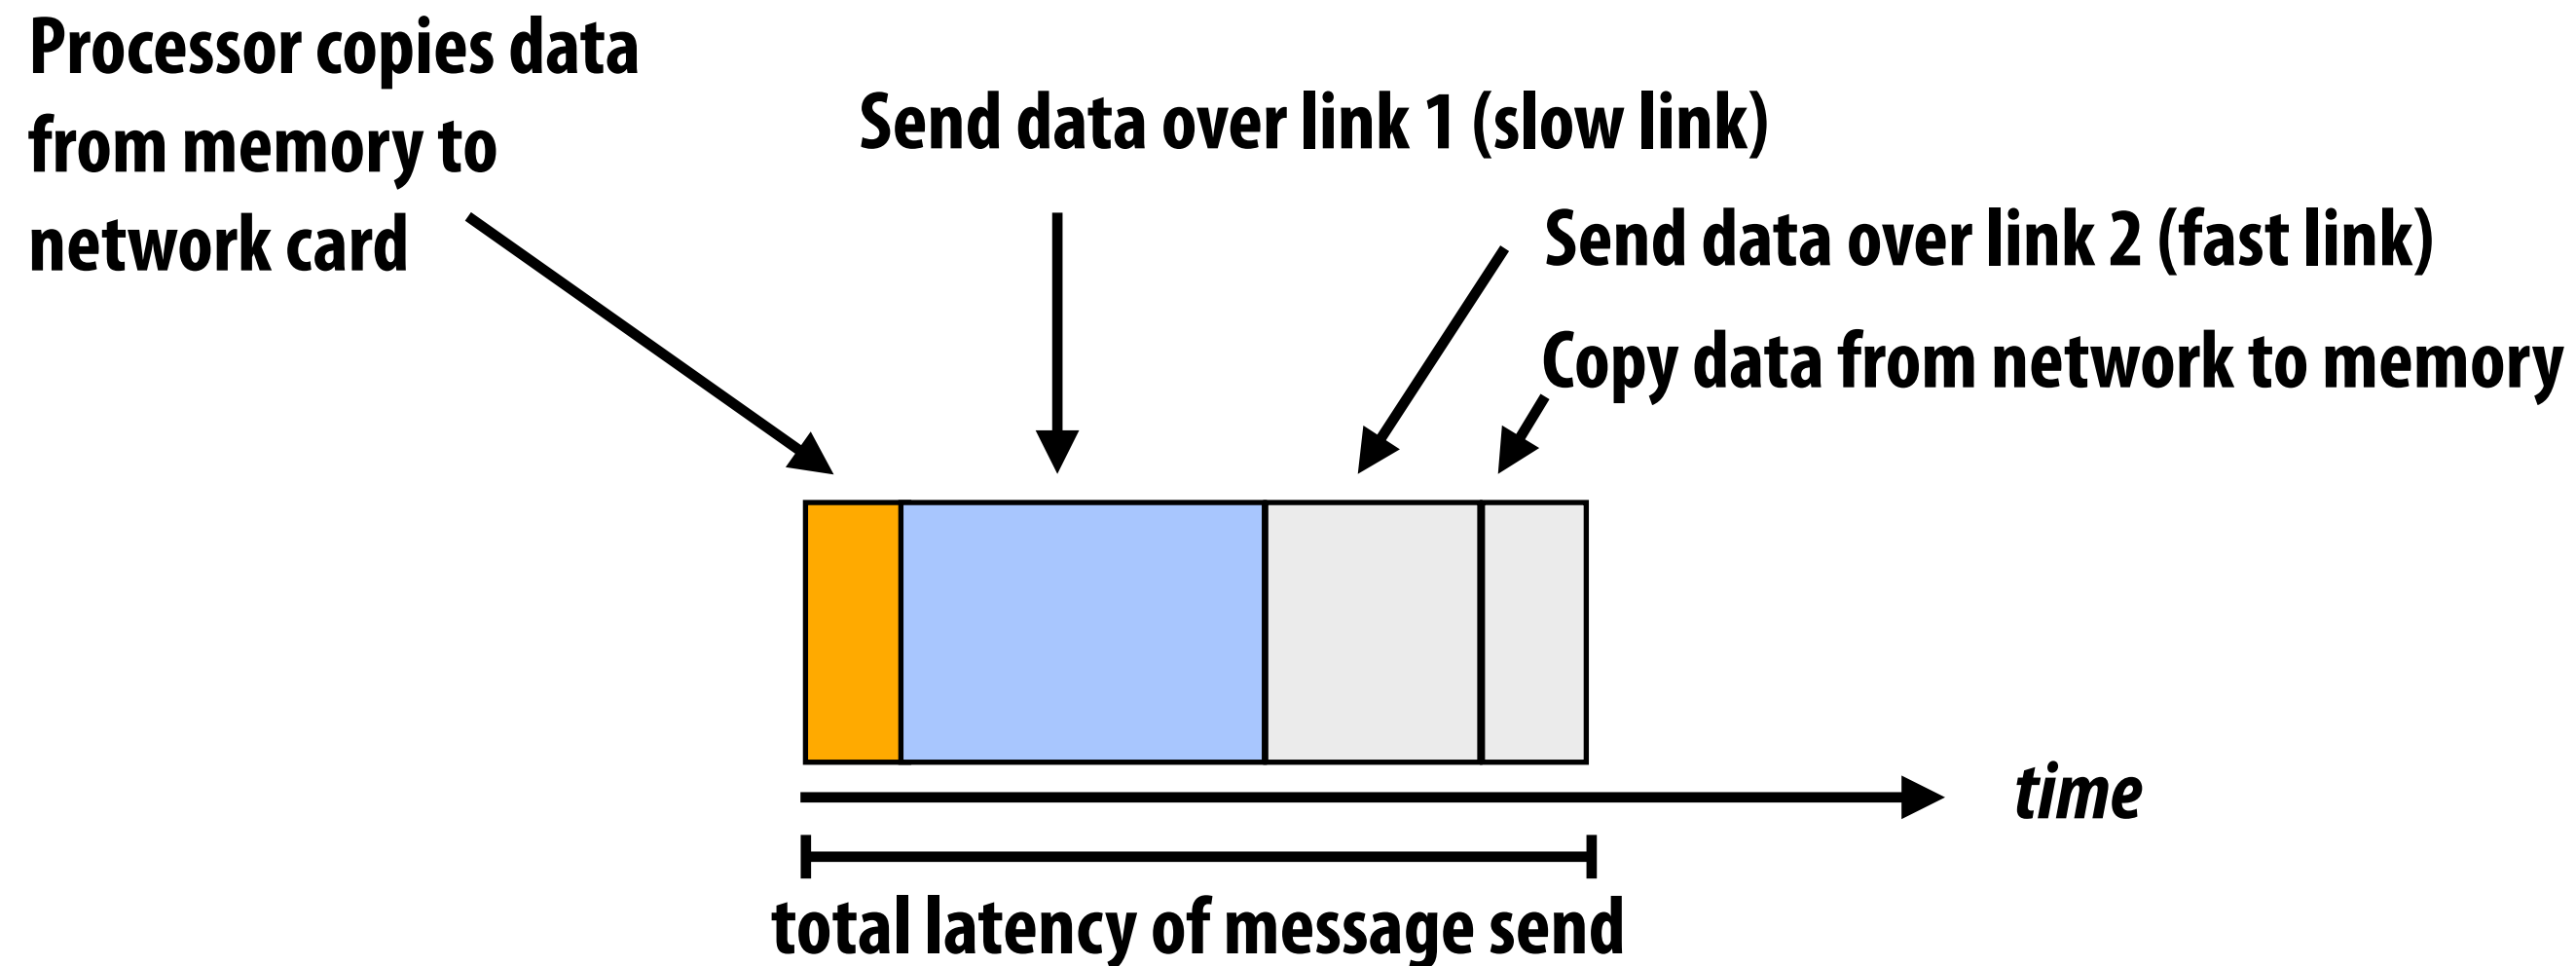 Processor copies data
from memory to
network card
Send data over link 1 (slow link)
Send data over link 2 (fast link)
Copy data from network to memory
time
total latency of message send